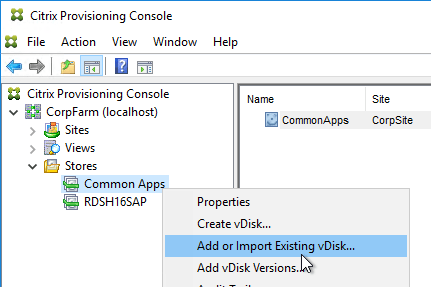 Citrix Provisioning Console
File Action View Window Help
Citrix Provisioning Console
CorpFarm (localhost)
Sites
Views
Stores
Common Apps
RDSH16SAP
Name Site
CommonApps CorpSite
Properties
Create vDisk...
Add or Import Existing vDisk...
Add vDisk Versions...